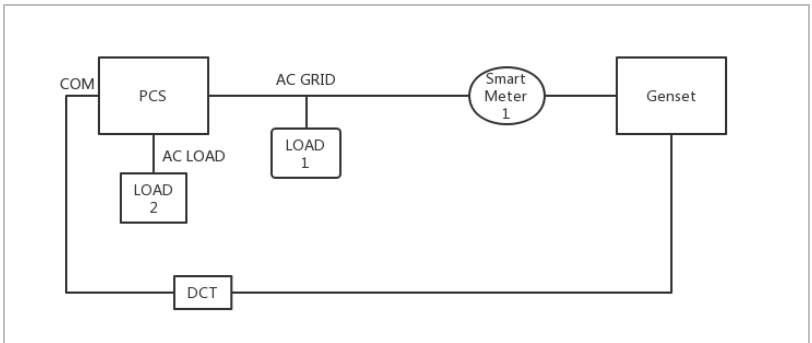 COM
PCS
AC GRID
Smart
Meter
1
Genset
LOAD
1
AC LOAD
LOAD
2
DCT